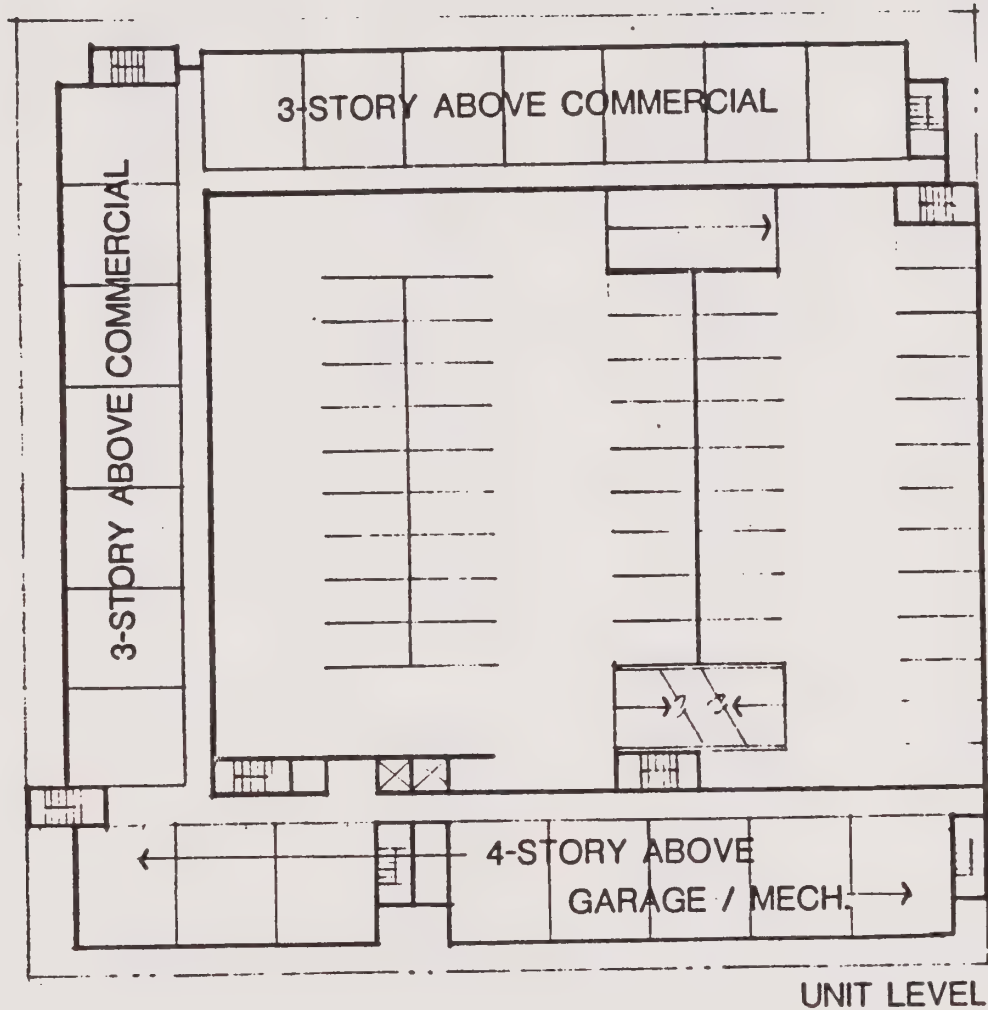 3-STORY ABOVE COMMERCIAL
3-STORY ABOVE COMMERCIAL
4-STORY ABOVE
GARAGE / MECH.
UNIT LEVEL